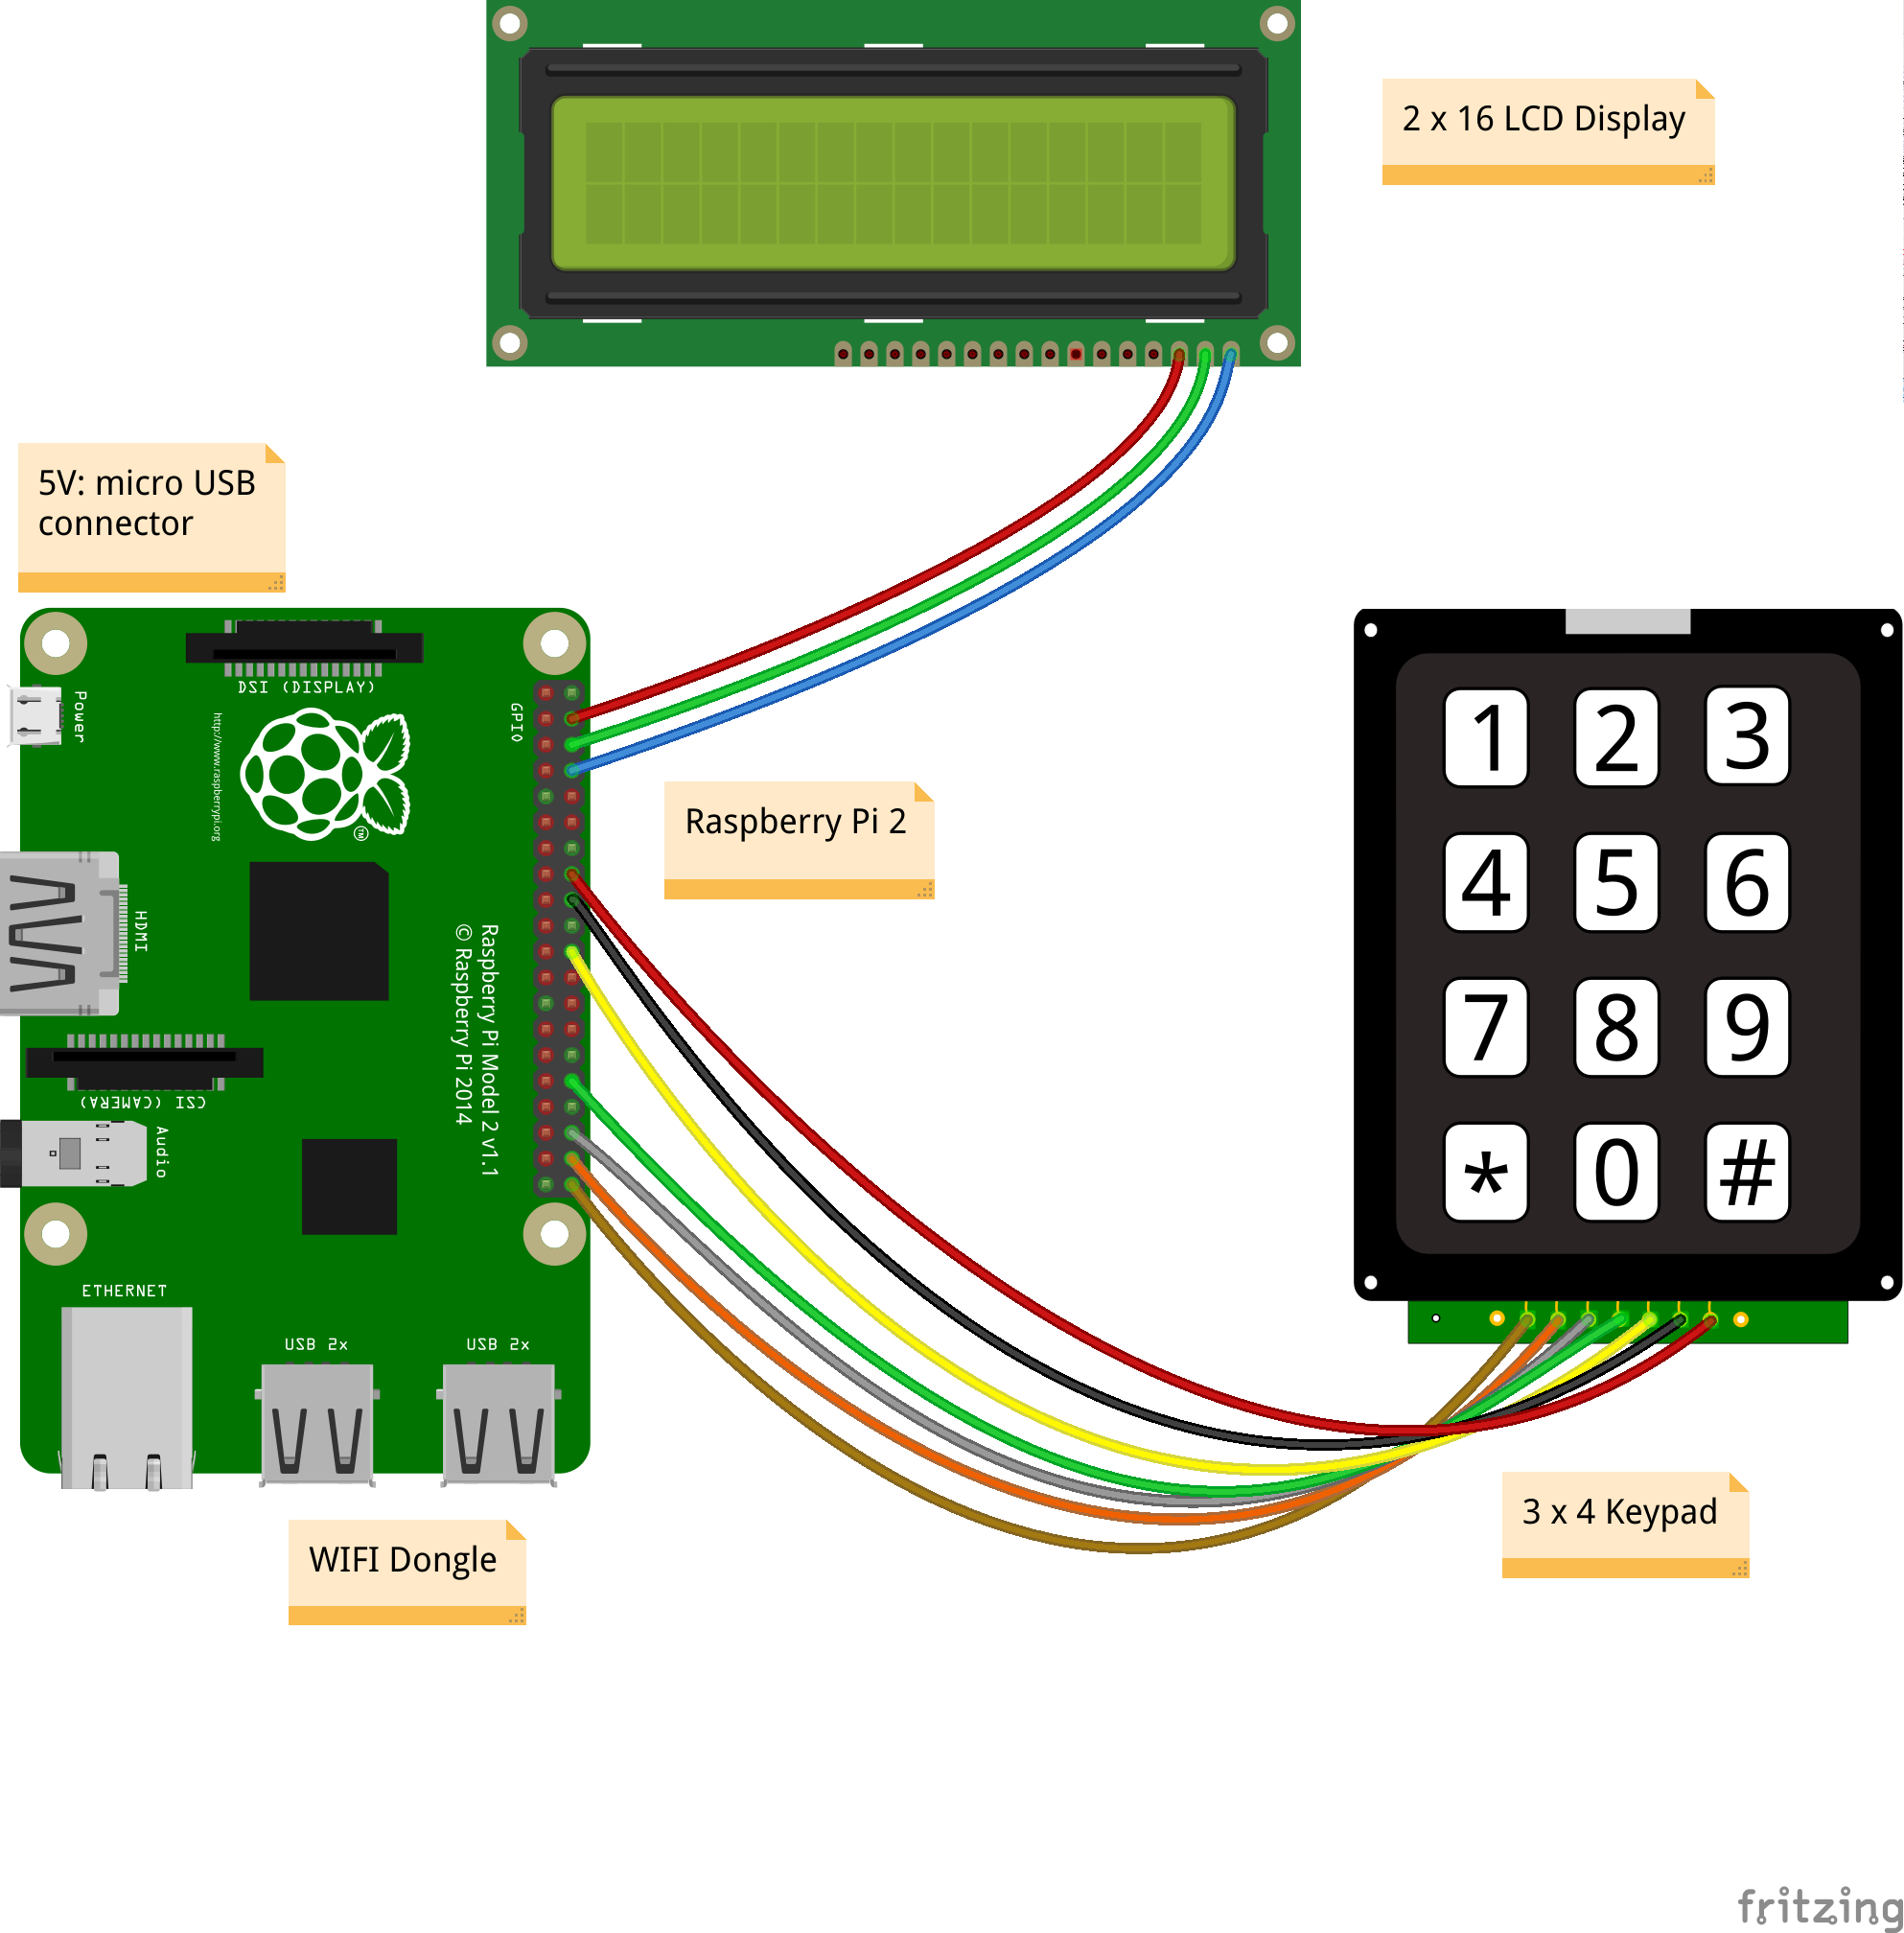 2 x 16 LCD Display
5V: micro USB
connector
DSI (DISPLAY)
Power
http://www.raspberrypi.org
GPIO
TM
Raspberry Pi 2
HDMI
Raspberry Pi Model 2 v1.1
© Raspberry Pi 2014
CSI (CAMERA)
Audio
ETHERNET
USB 2x
USB 2x
1 2 3
4 5 6
7 8 9
* 0 #
3 x 4 Keypad
WIFI Dongle
fritzing